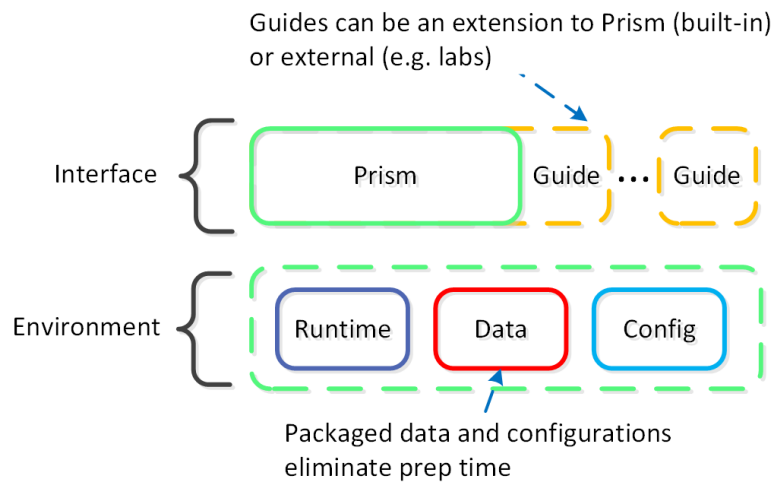 Guides can be an extension to Prism (built-in)
or external (e.g. labs)
Interface
Prism
Guide
...
Guide
Environment
Runtime
Data
Config
Packaged data and configurations
eliminate prep time